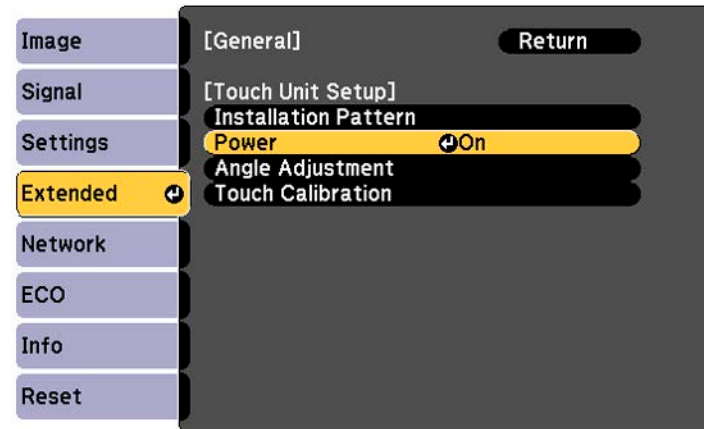 Image
Signal
Settings
Extended
Network
ECO
Info
Reset
[General] Return
[Touch Unit Setup]
Installation Pattern
Power On
Angle Adjustment
Touch Calibration